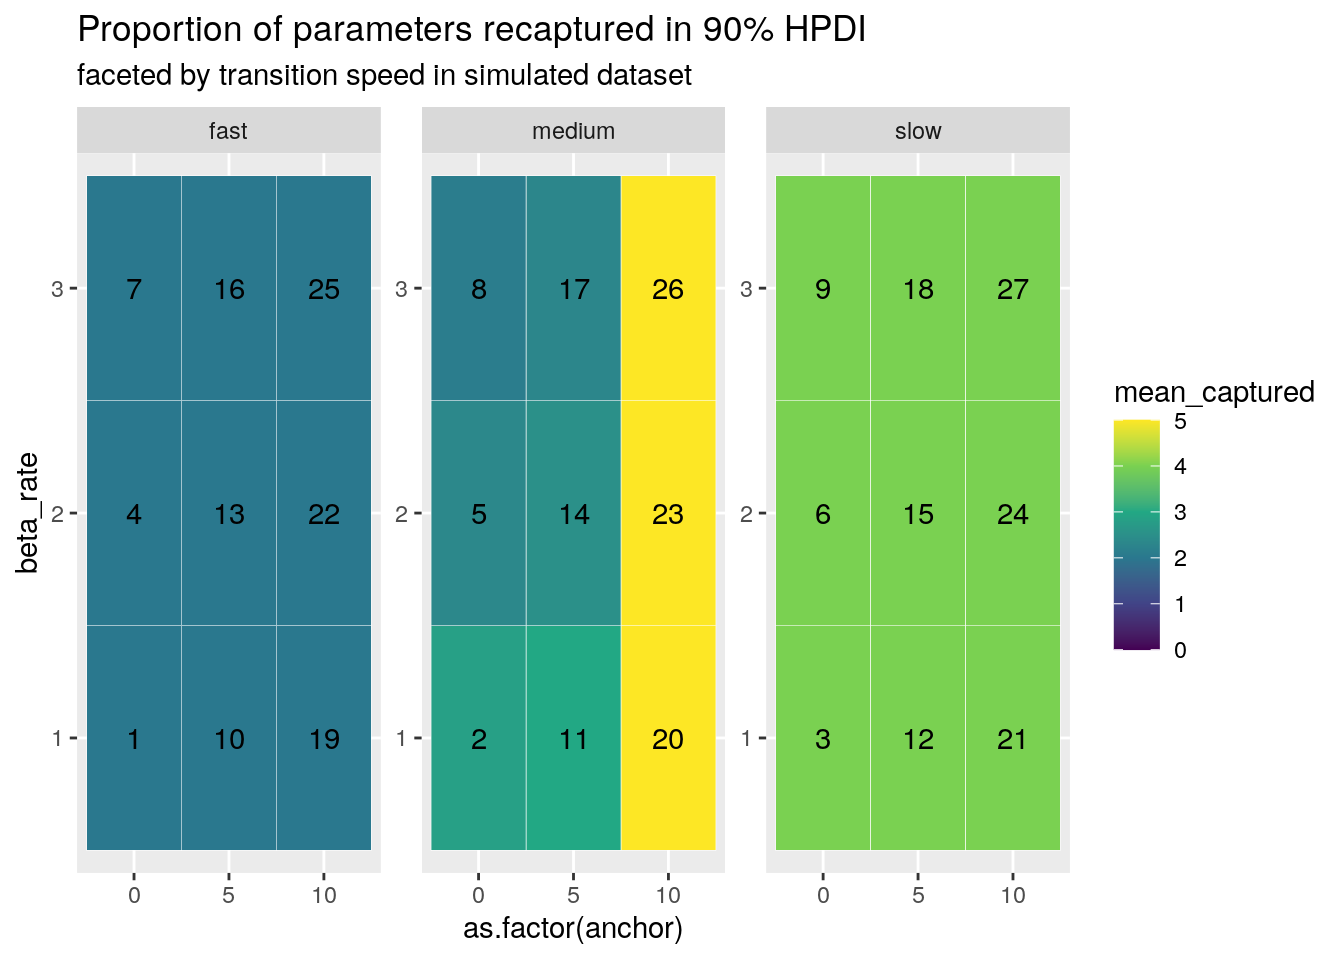 Proportion of parameters recaptured in 90% HPDI
faceted by transition speed in simulated dataset
fast medium slow
3 7 16 25 3 8 17 26 3 9 18 27
mean_captured
5
4
3
2
1
0
beta_rate
2 4 13 22 2 5 14 23 2 6 15 24
1 1 10 19 1 2 11 20 1 3 12 21
0 5 10 0 5 10 0 5 10
as.factor(anchor)